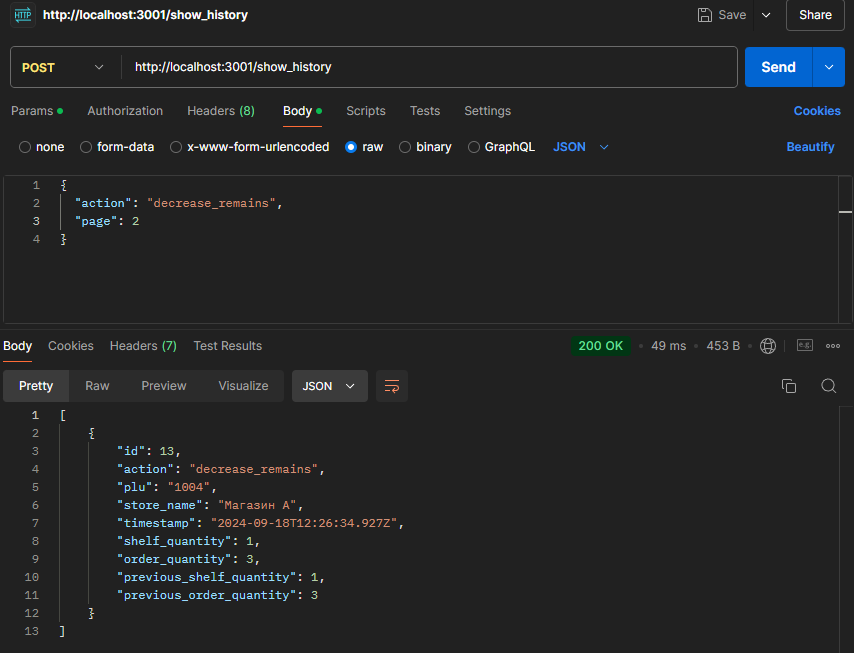 HTTP http://localhost:3001/show_history Save Share
POST http://localhost:3001/show_history Send
Params Authorization Headers (8) Body Scripts Tests Settings Cookies
none form-data x-www-form-urlencoded raw binary GraphQL JSON Beautify
1 {
2 "action": "decrease_remains",
3 "page": 2
4 }
Body Cookies Headers (7) Test Results 200 OK 49 ms 453 B e.g.
Pretty Raw Preview Visualize JSON
1 [
2 {
3 "id": 13,
4 "action": "decrease_remains",
5 "plu": "1004",
6 "store_name": "Магазин A",
7 "timestamp": "2024-09-18T12:26:34.927Z",
8 "shelf_quantity": 1,
9 "order_quantity": 3,
10 "previous_shelf_quantity": 1,
11 "previous_order_quantity": 3
12 }
13 ]